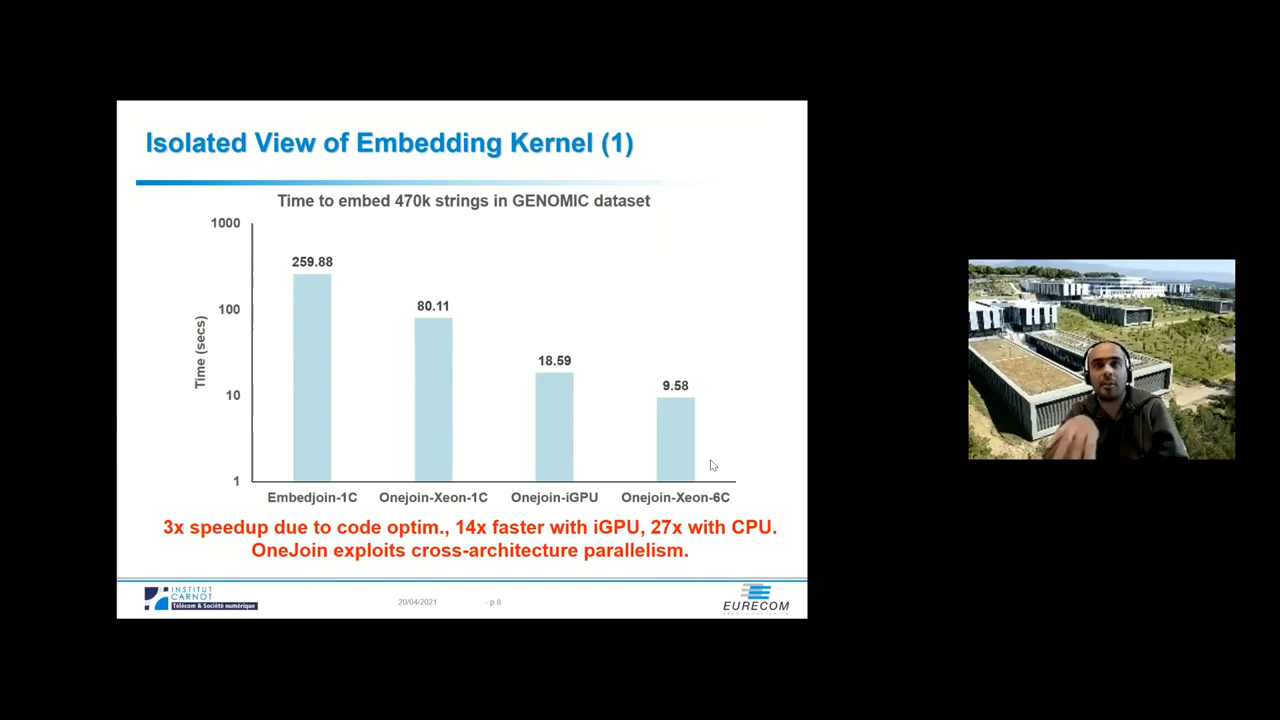 Isolated View of Embedding Kernel (1)
Time to embed 470k strings in GENOMIC dataset
1000
100
10
1
Time (secs)
259.88
80.11
18.59
9.58
Embedjoin-1C
Onejoin-Xeon-1C
Onejoin-iGPU
Onejoin-Xeon-6C
3x speedup due to code optim., 14x faster with iGPU, 27x with CPU.
OneJoin exploits cross-architecture parallelism.
INSTITUT
CARNOT
Télécom & Société numérique
20/04/2021
- p 8
EURECOM